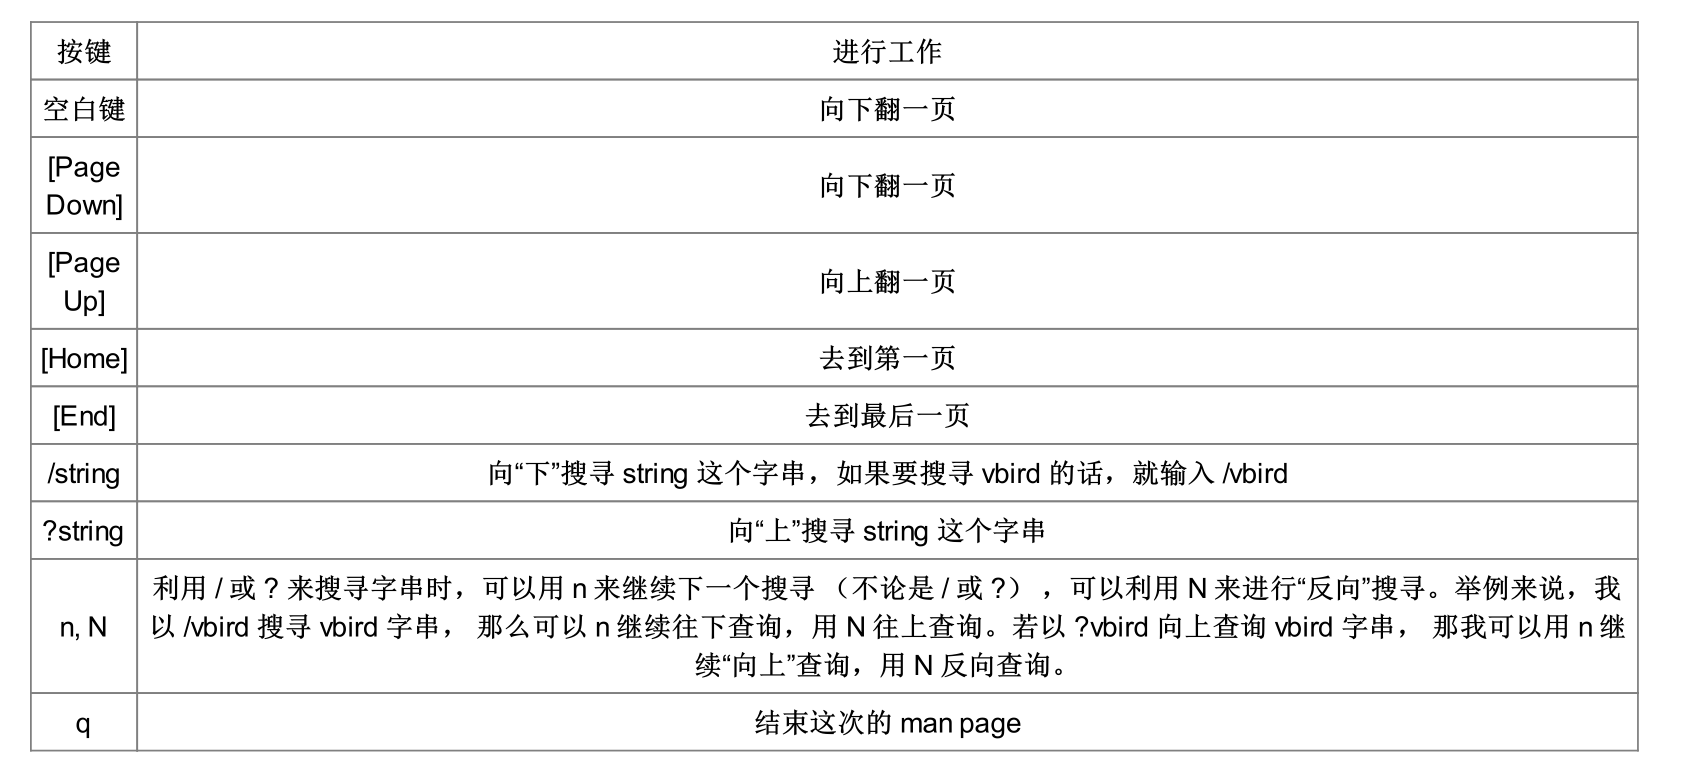 按键
进行工作
空白键
向下翻一页
[Page
Down]
向下翻一页
[Page
Up]
向上翻一页
[Home]
去到第一页
[End]
去到最后一页
/string
向“下”搜寻 string 这个字串，如果要搜寻 vbird 的话，就输入 /vbird
?string
向“上”搜寻 string 这个字串
n, N
利用 / 或 ? 来搜寻字串时，可以用 n 来继续下一个搜寻 （不论是 / 或 ?） ，可以利用 N 来进行“反向”搜寻。举例来说，我
以 /vbird 搜寻 vbird 字串， 那么可以 n 继续往下查询，用 N 往上查询。若以 ?vbird 向上查询 vbird 字串， 那我可以用 n 继
续“向上”查询，用 N 反向查询。
q
结束这次的 man page